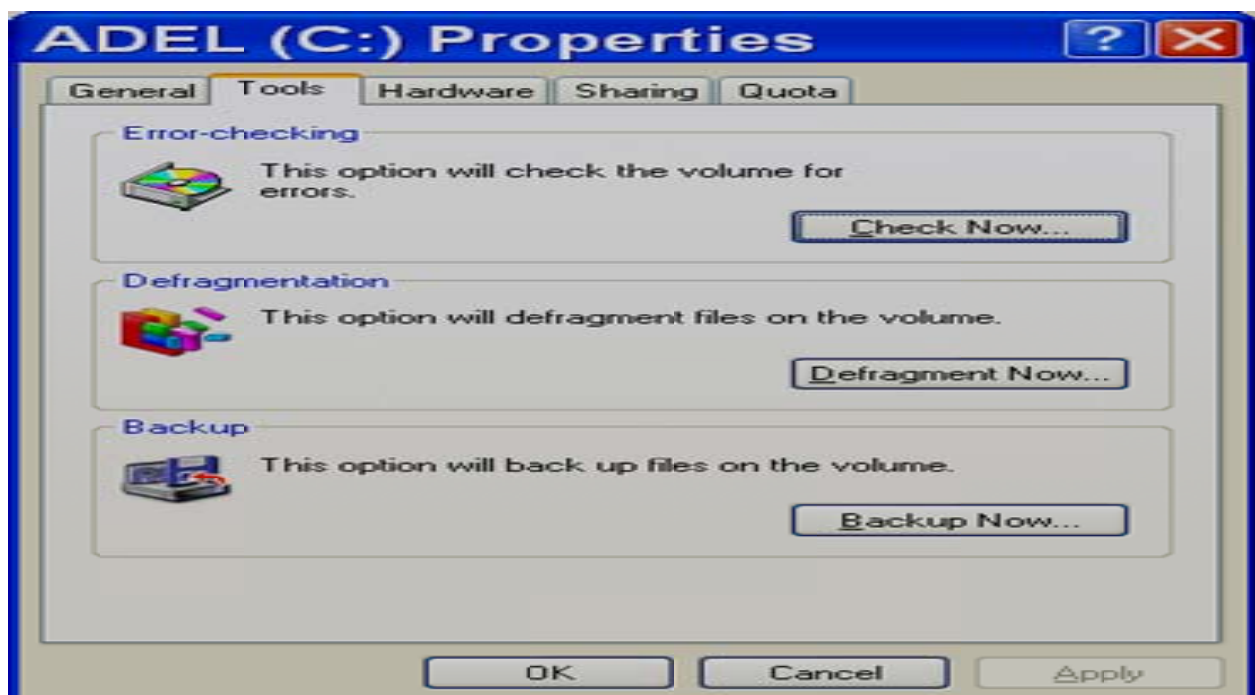 ADEL (C:) Properties
General Tools Hardware Sharing Quota
Error-checking
This option will check the volume for
errors.
Check Now...
Defragmentation
This option will defragment files on the volume.
Defragment Now...
Backup
This option will back up files on the volume.
Backup Now...
OK Cancel Apply